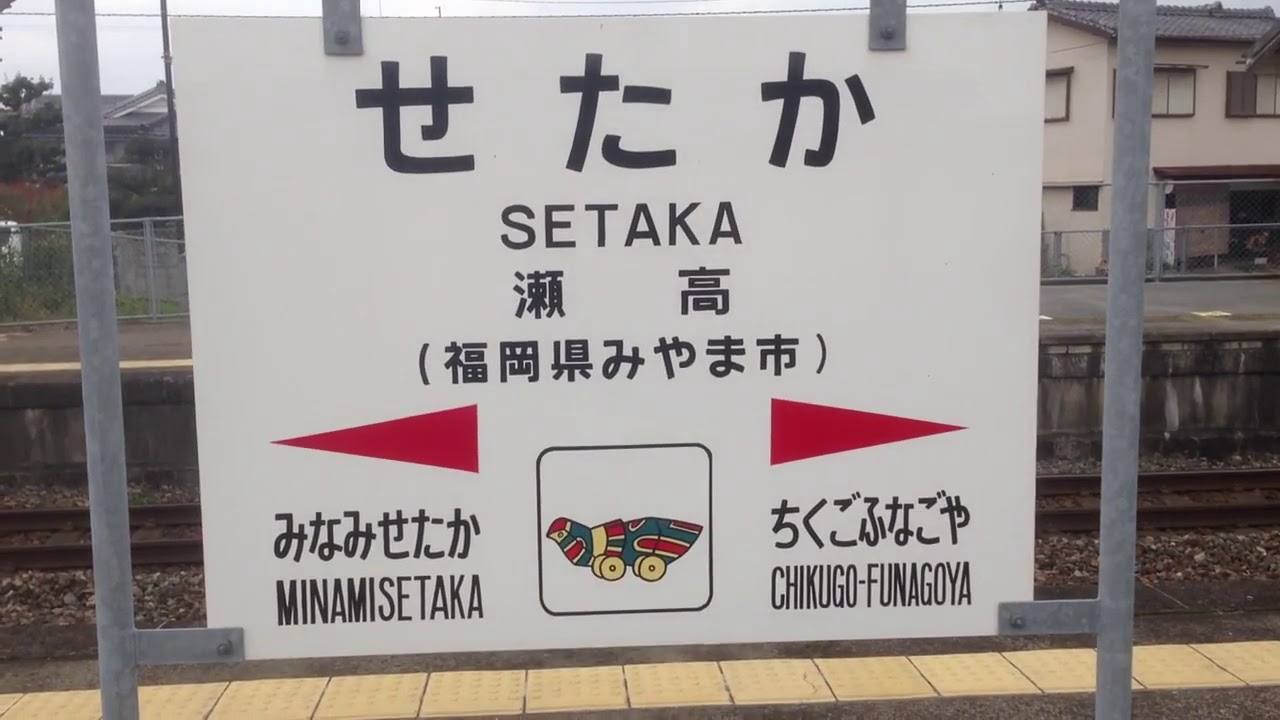 せたか
SETAKA
瀬高
(福岡県みやま市)
みなみせたか
MINAMISETAKA
ちくごふなごや
CHIKUGO-FUNAGOYA